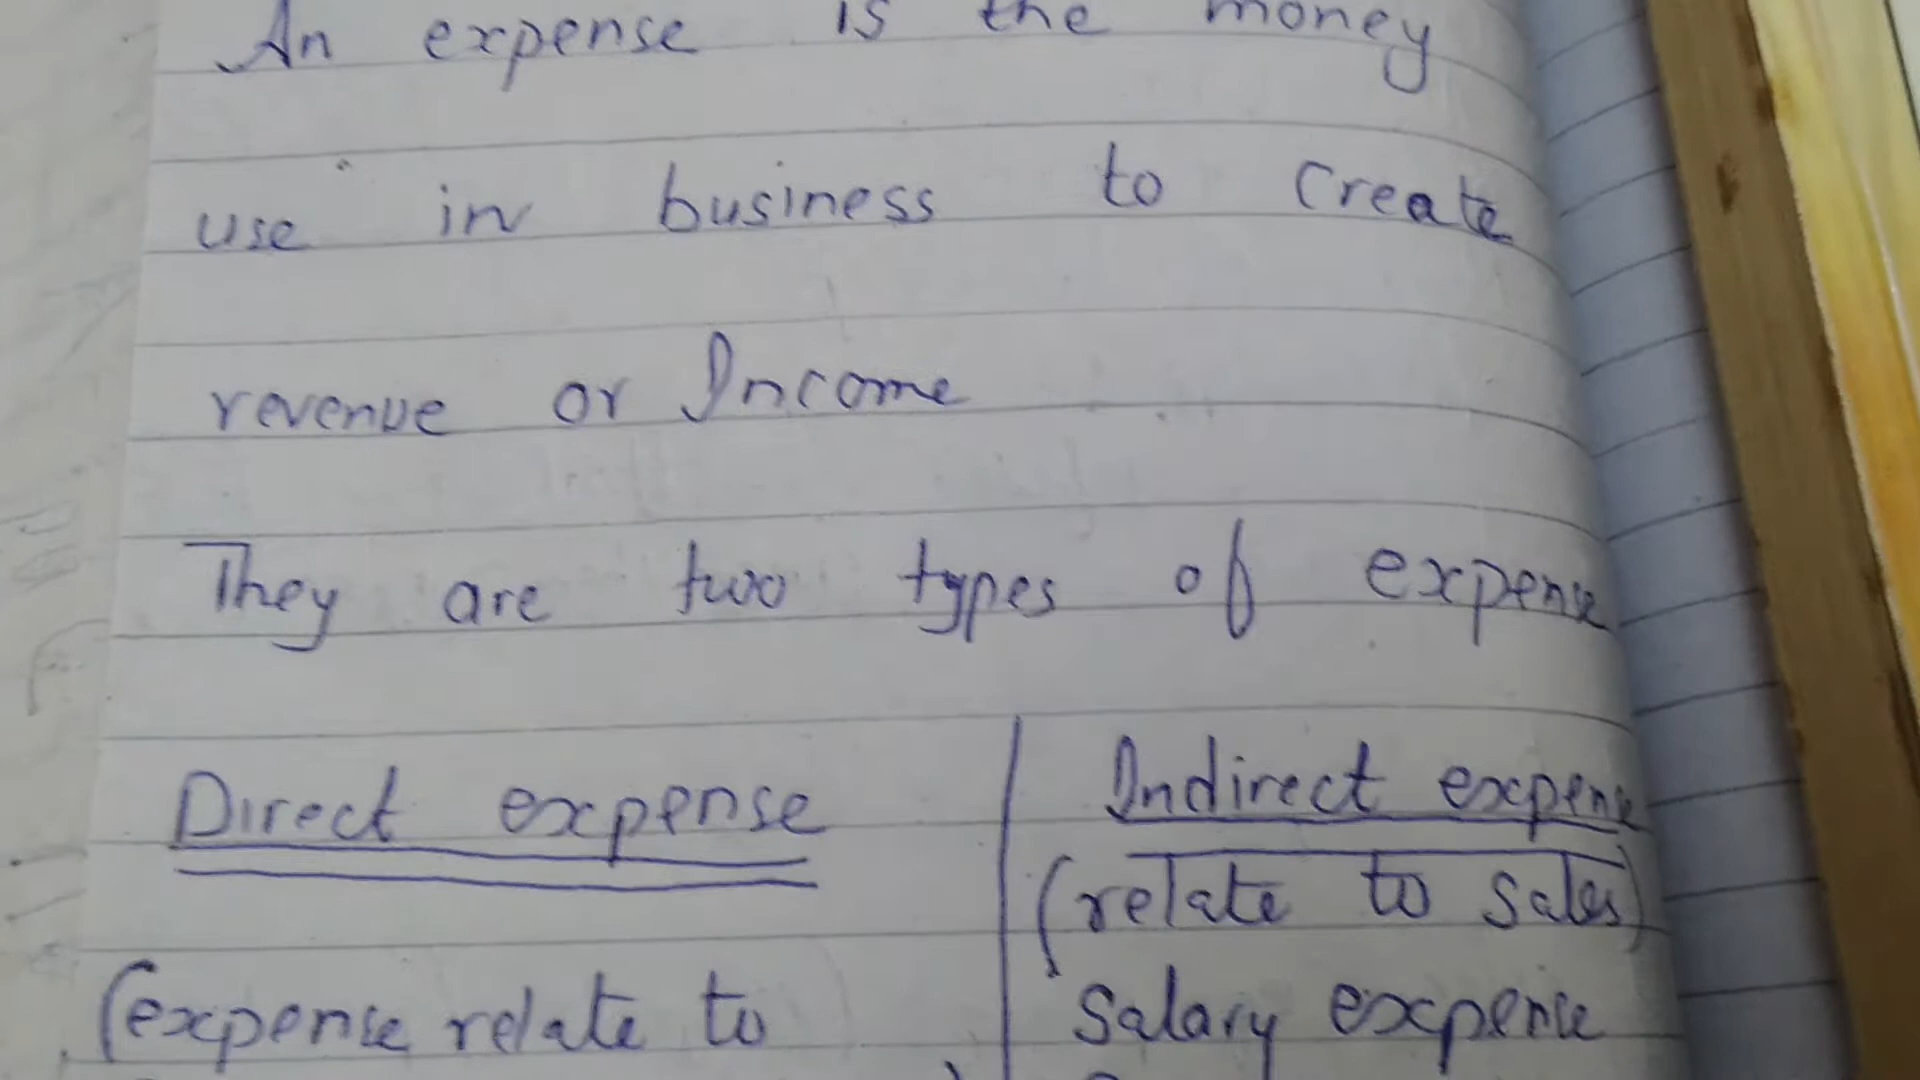 An expense is the money
use in business to create
revenue or Income
They are two types of expense
Direct expense
(expense relate to
Indirect expense
(relate to sales)
Salary expense